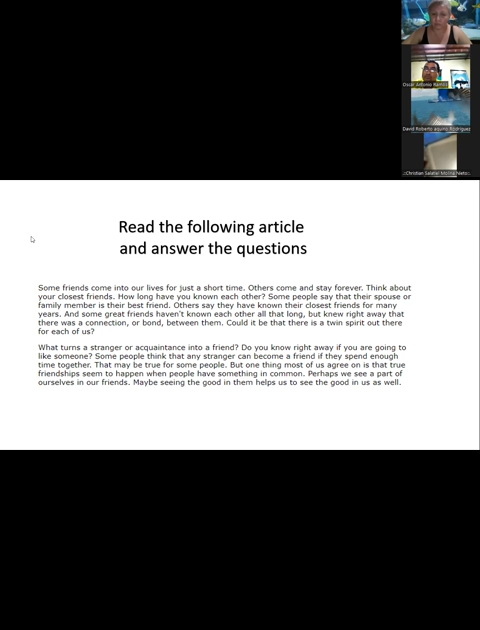 Oscar Antonio Ramos
David Roberto aquino Rodriguez
Read the following article
and answer the questions
Some friends come into our lives for just a short time. Others come and stay forever. Think about
your closest friends. How long have you known each other? Some people say that their spouse or
family member is their best friend. Others say they have known their closest friends for many
years. And some great friends haven't known each other all that long, but knew right away that
there was a connection, or bond, between them. Could it be that there is a twin spirit out there
for each of us?
What turns a stranger or acquaintance into a friend? Do you know right away if you are going to
like someone? Some people think that any stranger can become a friend if they spend enough
time together. That may be true for some people. But one thing most of us agree on is that true
friendships seem to happen when people have something in common. Perhaps we see a part of
ourselves in our friends. Maybe seeing the good in them helps us to see the good in us as well.